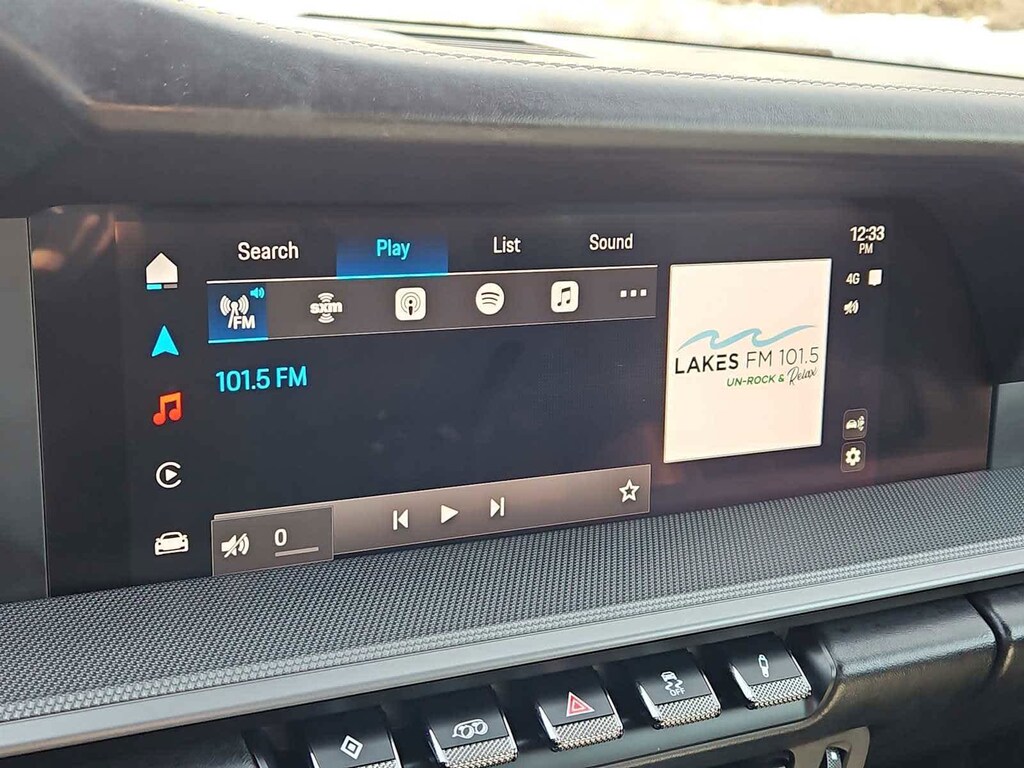 Search Play List Sound
12:33
PM
FM sxm
4G
101.5 FM
LAKES FM 101.5
UN-ROCK & Relax
0
OFF